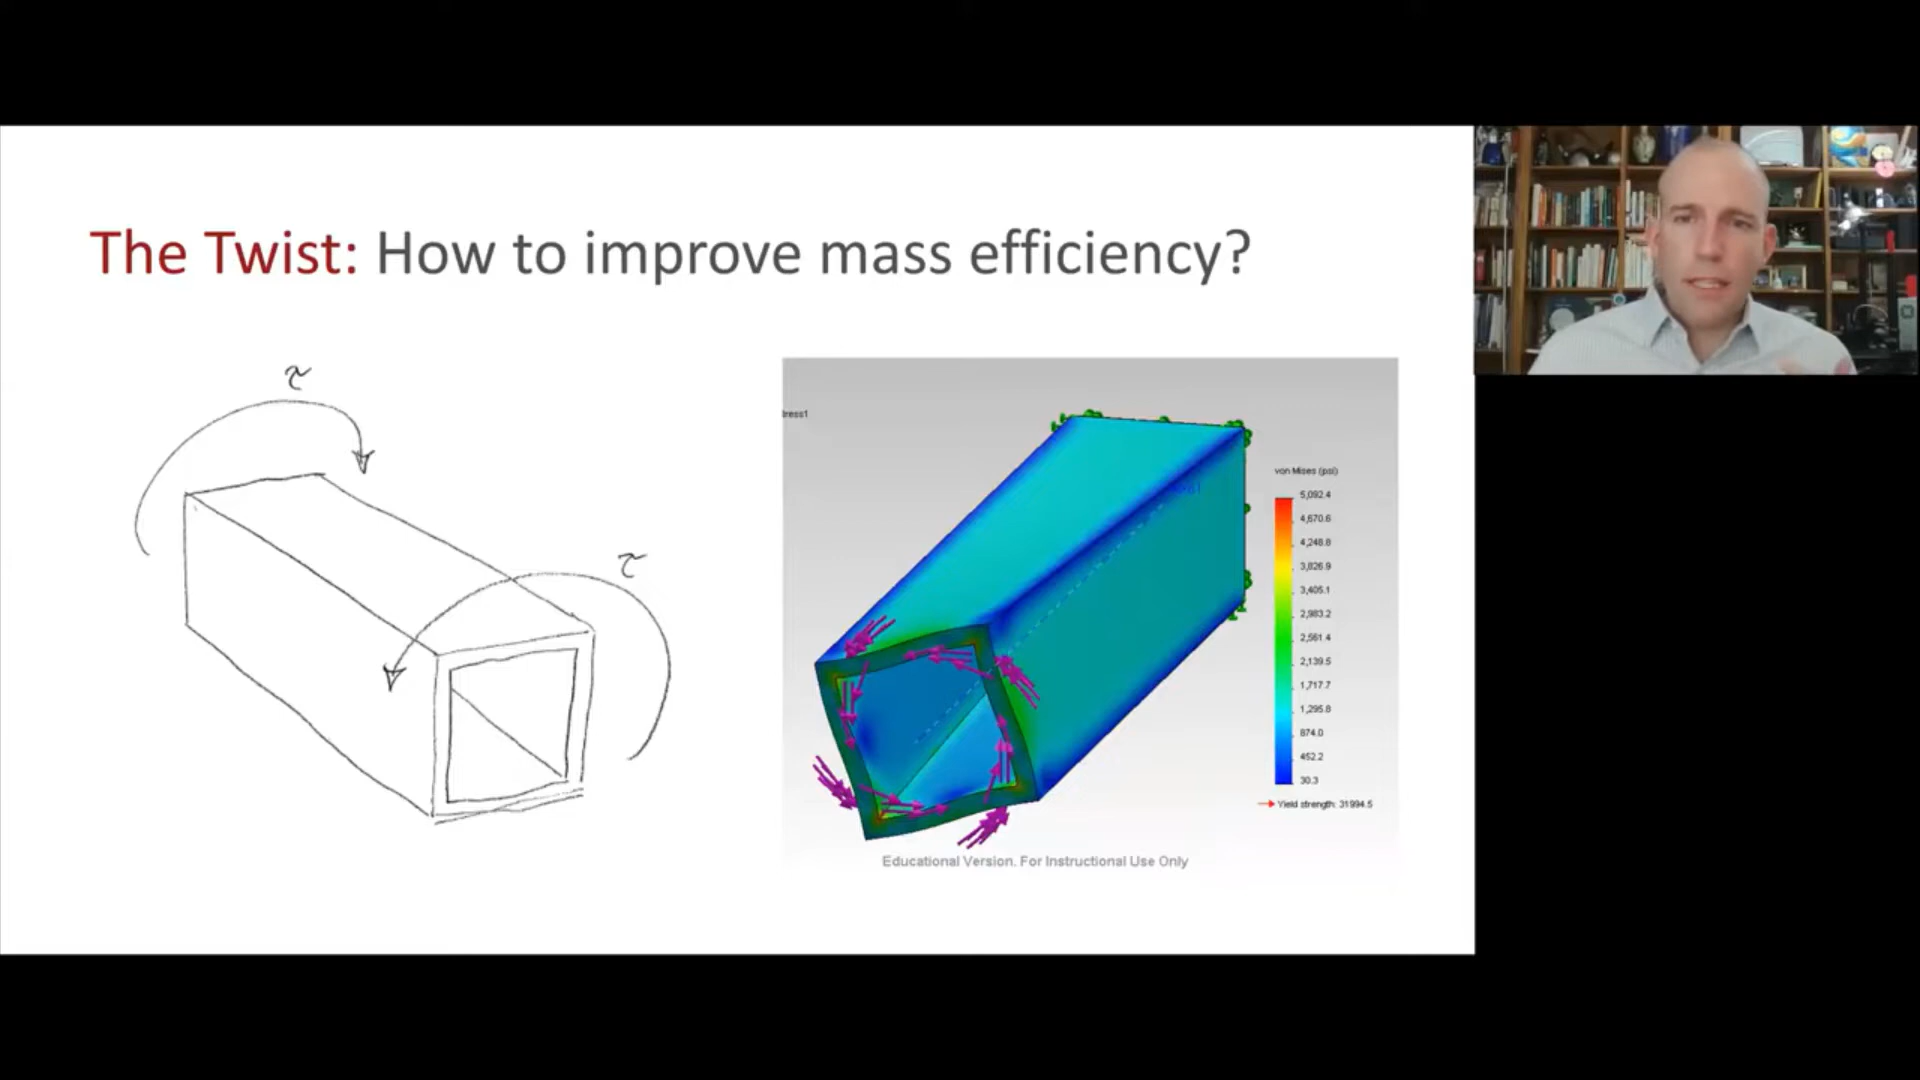 The Twist: How to improve mass efficiency?
τ
τ
tress1
von Mises (psi)
5,092.4
4,670.6
4,248.8
3,826.9
3,405.1
2,983.2
2,561.4
2,139.5
1,717.7
1,295.8
874.0
452.2
30.3
Yield strength: 31994.5
Educational Version. For Instructional Use Only